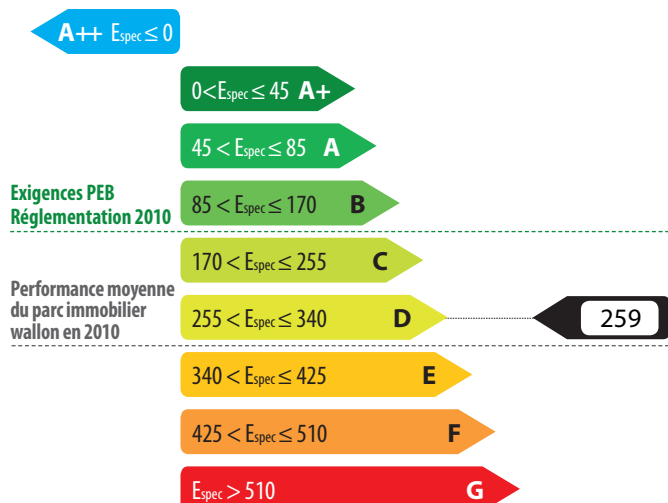 A++ Espec ≤ 0
0<Espec ≤ 45 A+
45 < Espec ≤ 85 A
Exigences PEB
Réglementation 2010
85 < Espec ≤ 170 B
170 < Espec ≤ 255 C
Performance moyenne
du parc immobilier
wallon en 2010
255 < Espec ≤ 340 D
259
340 < Espec ≤ 425 E
425 < Espec ≤ 510 F
Espec > 510 G